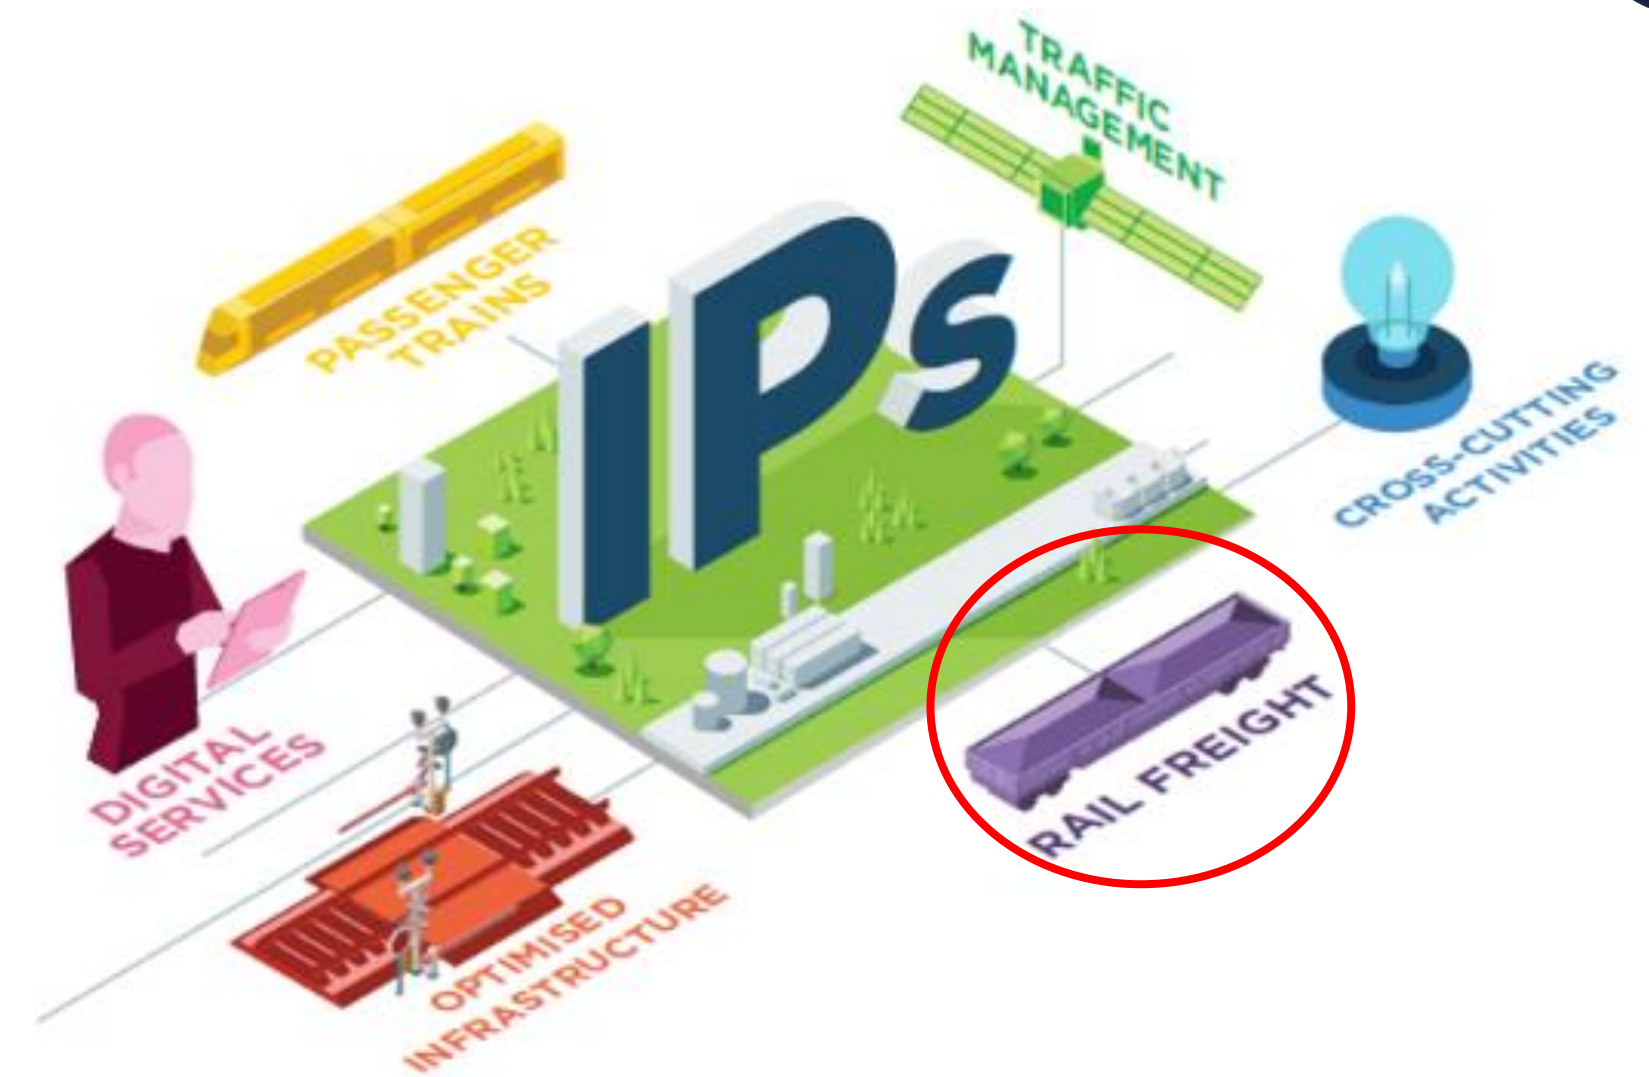 TRAFFIC
MANAGEMENT
PASSENGER
TRAINS
IPs
CROSS-CUTTING
ACTIVITIES
DIGITAL
SERVICES
RAIL FREIGHT
OPTIMISED
INFRASTRUCTURE